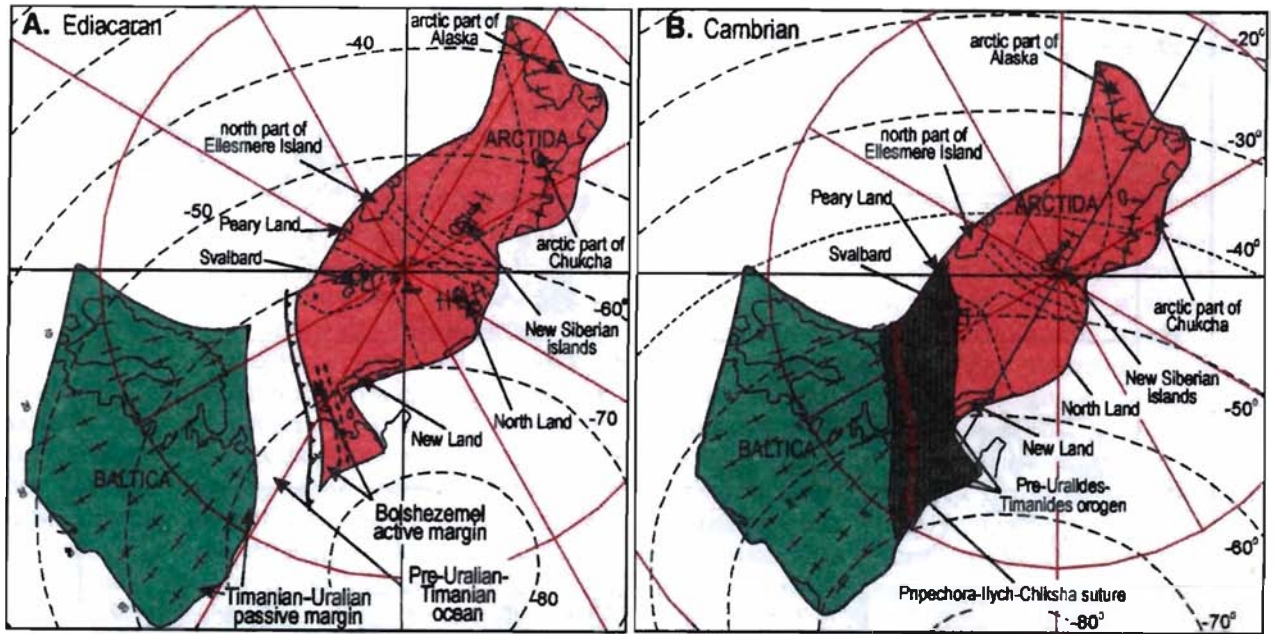 A. Ediacaran
-40
arctic part of
Alaska
north part of
Ellesmere Island
ARCTIDA
-50
Peary Land
Svalbard
arctic part of
Chukcha
-60°
New Siberian
islands
North Land
-70
New Land
BALTICA
Bolshezemel
active margin
Pre-Uralian-
Timanian
ocean
-80
Timanian-Uralian
passive margin
B. Cambrian
-20°
arctic part of
Alaska
-30°
north part of
Ellesmere Island
Peary Land
ARCTIDA
Svalbard
-40°
arctic part of
Chukcha
New Siberian
Islands
North Land
-50°
New Land
BALTICA
Pre-Uralides-
Timanides orogen
-60°
Pripechora-Ilych-Chiksha suture
-80°
-70°